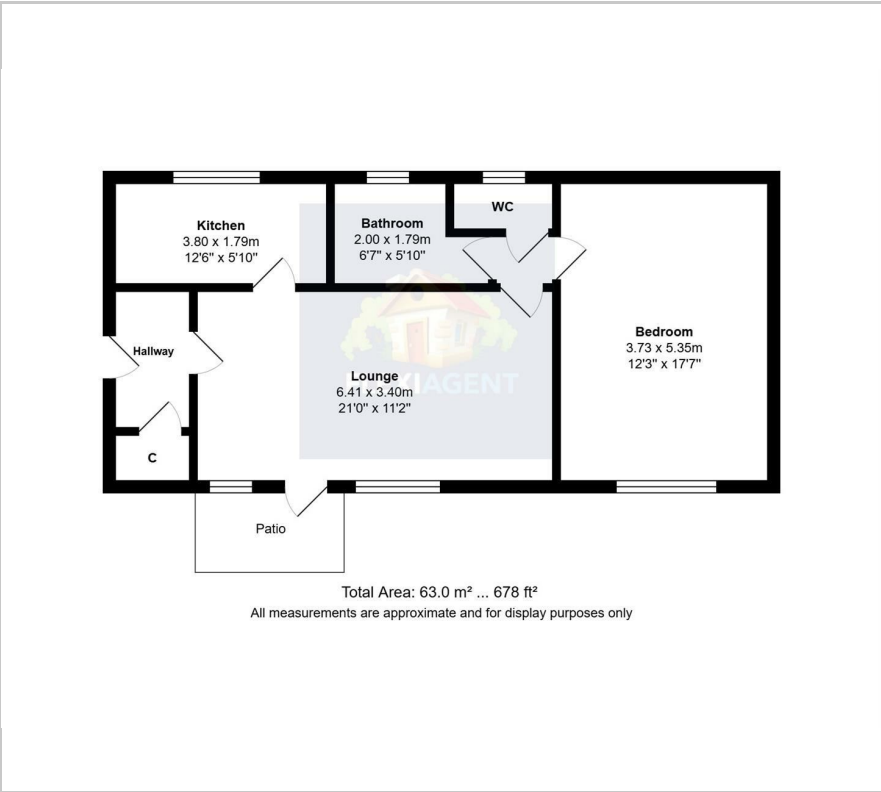 Kitchen
3.80 x 1.79m
12'6" x 5'10"
Bathroom
2.00 x 1.79m
6'7" x 5'10"
WC
Bedroom
3.73 x 5.35m
12'3" x 17'7"
Hallway
Lounge
6.41 x 3.40m
21'0" x 11'2"
C
Patio
Total Area: 63.0 m² ... 678 ft²
All measurements are approximate and for display purposes only